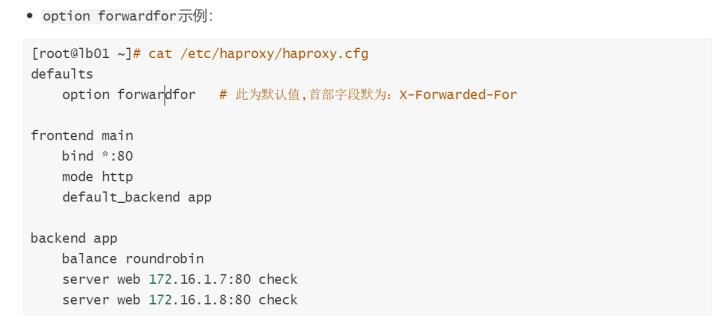 • option forwardfor示例：
[root@lb01 ~]# cat /etc/haproxy/haproxy.cfg
defaults
    option forwardfor   # 此为默认值,首部字段默认为：X-Forwarded-For

frontend main
    bind *:80
    mode http
    default_backend app

backend app
    balance roundrobin
    server web 172.16.1.7:80 check
    server web 172.16.1.8:80 check